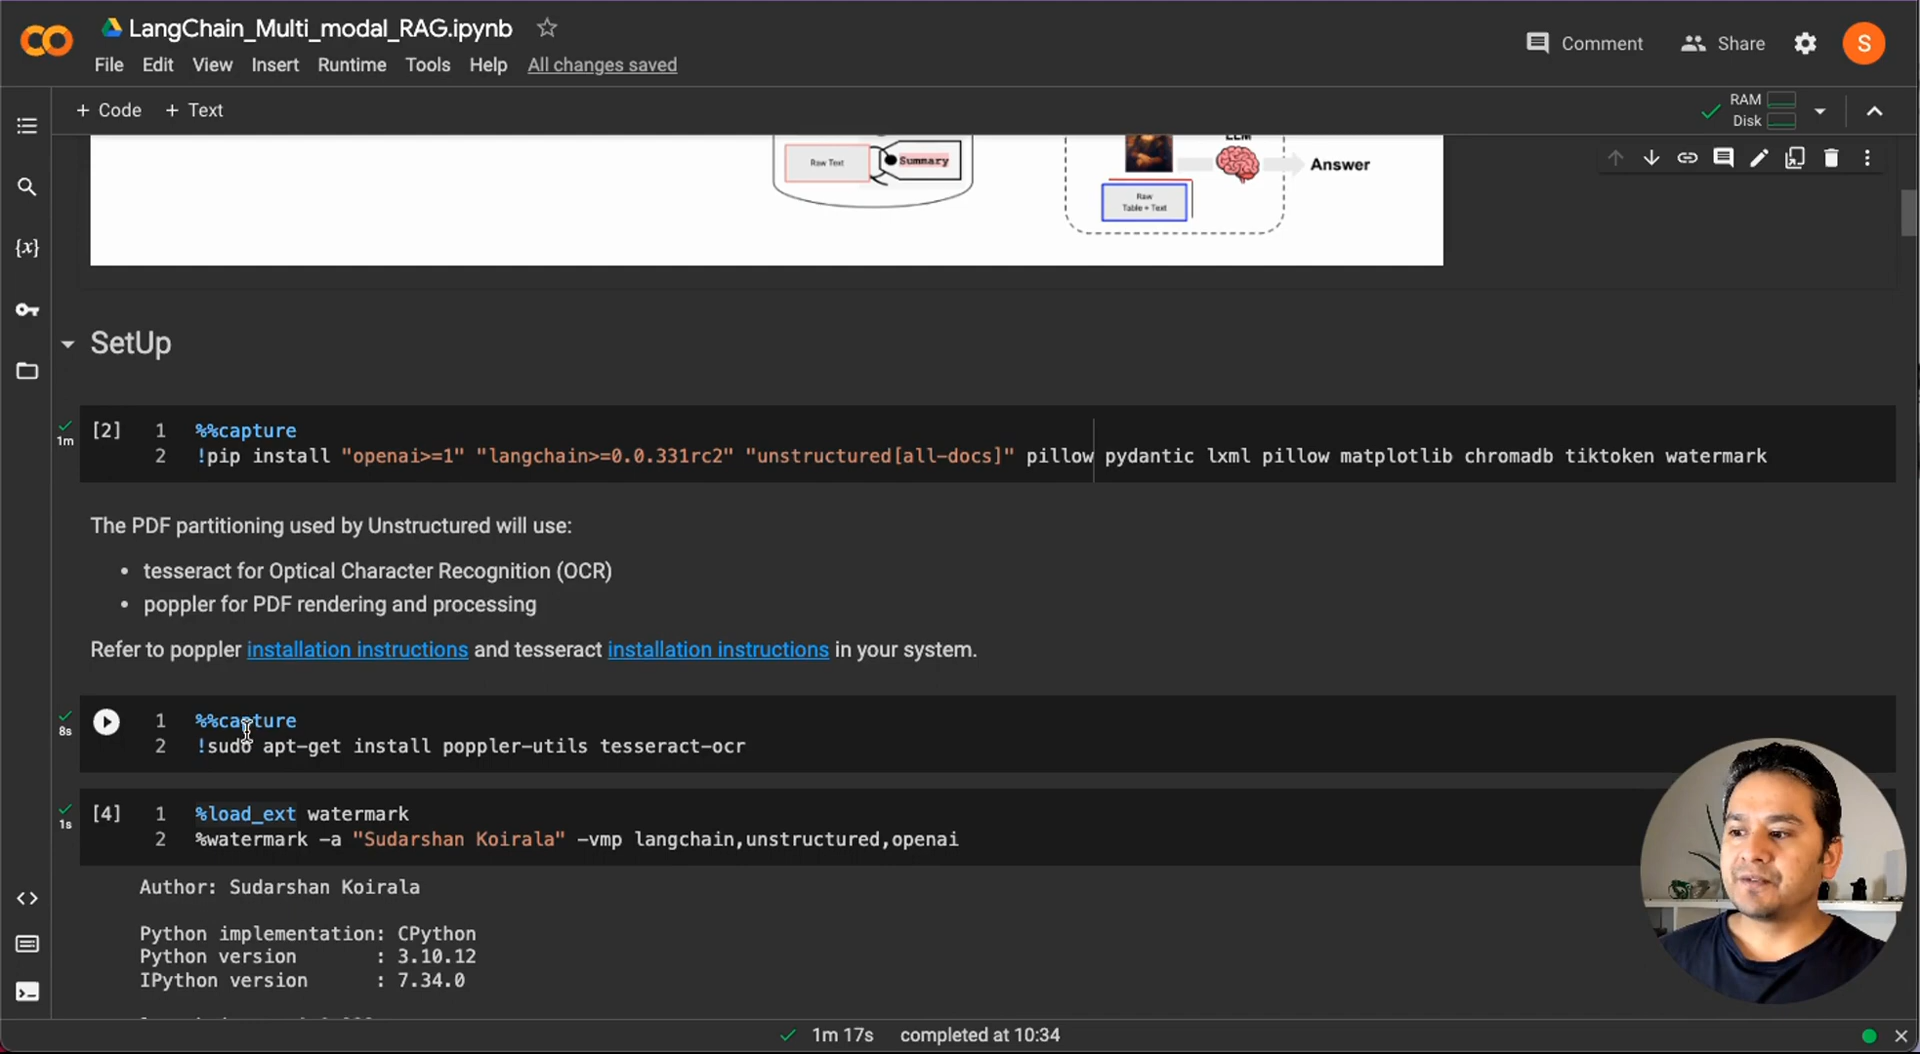 LangChain_Multi_modal_RAG.ipynb
Comment
Share
S
File Edit View Insert Runtime Tools Help All changes saved
+ Code + Text
RAM
Disk
Raw Text
Summary
LLM
Answer
Raw
Table + Text
{x}
SetUp
1m
[2] 1 %%capture
2 !pip install "openai>=1" "langchain>=0.0.331rc2" "unstructured[all-docs]" pillow pydantic lxml pillow matplotlib chromadb tiktoken watermark
The PDF partitioning used by Unstructured will use:
• tesseract for Optical Character Recognition (OCR)
• poppler for PDF rendering and processing
Refer to poppler installation instructions and tesseract installation instructions in your system.
8s
1 %%capture
2 !sudo apt-get install poppler-utils tesseract-ocr
1s
[4] 1 %load_ext watermark
2 %watermark -a "Sudarshan Koirala" -vmp langchain,unstructured,openai
Author: Sudarshan Koirala
Python implementation: CPython
Python version : 3.10.12
IPython version : 7.34.0
1m 17s completed at 10:34